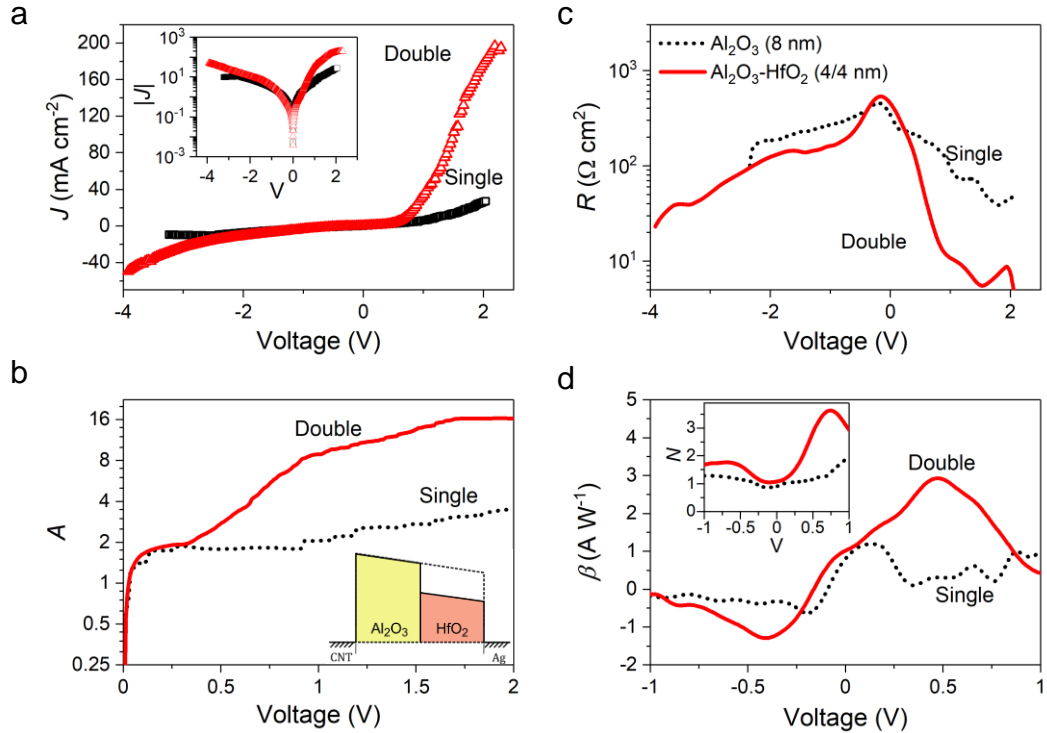 a
J (mA cm⁻²)
200
160
120
80
40
0
-40
-4
-2
0
2
Voltage (V)
Double
Single
|J|
10³
10¹
10⁻¹
10⁻³
-4
-2
0
2
4
V
c
R (Ω cm²)
10³
10²
10¹
-4
-3
-2
-1
0
1
2
Voltage (V)
Al₂O₃ (8 nm)
Al₂O₃-HfO₂ (4/4 nm)
Single
Double
b
A
16
8
4
2
1
0.5
0.25
0
0.5
1
1.5
2
Voltage (V)
Double
Single
Al₂O₃
HfO₂
CNT
Ag
d
β (A W⁻¹)
5
4
3
2
1
0
-1
-2
-1
-0.5
0
0.5
1
Voltage (V)
Double
Single
N
3
2
1
0
-1
-0.5
0
0.5
1
V